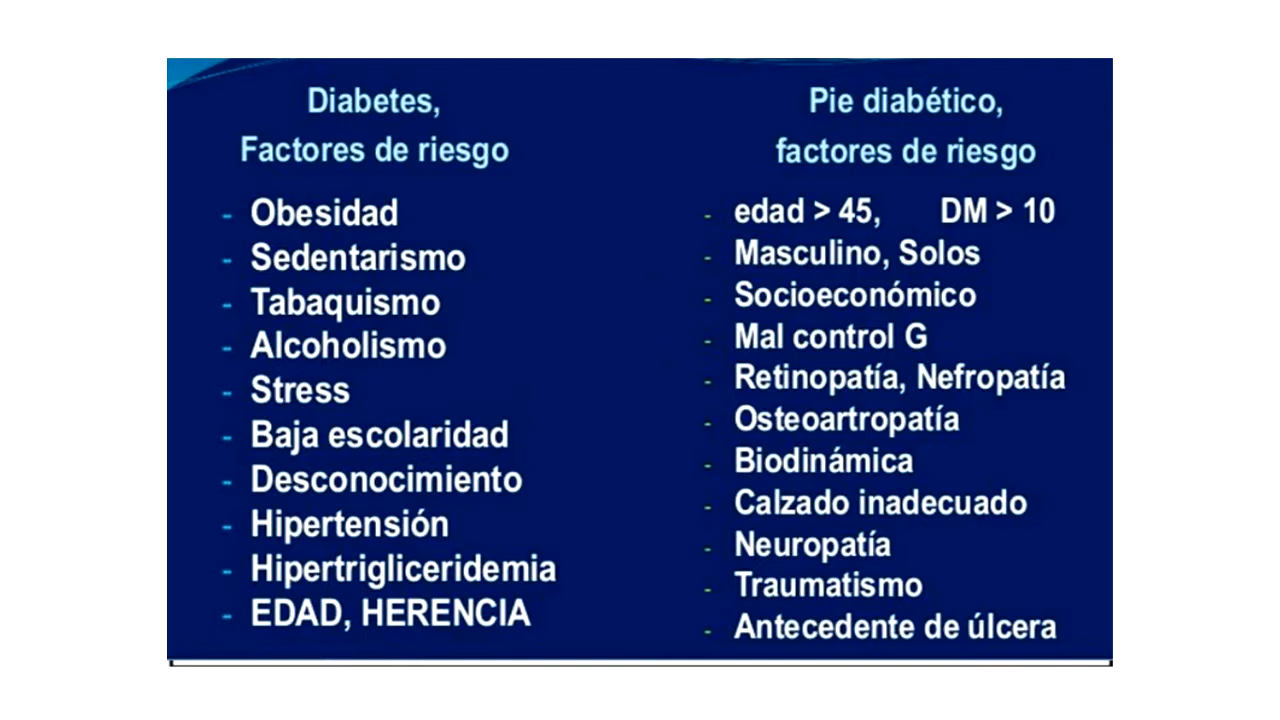 Diabetes,
Factores de riesgo
- Obesidad
- Sedentarismo
- Tabaquismo
- Alcoholismo
- Stress
- Baja escolaridad
- Desconocimiento
- Hipertensión
- Hipertrigliceridemia
- EDAD, HERENCIA
Pie diabético,
factores de riesgo
- edad > 45, DM > 10
- Masculino, Solos
- Socioeconómico
- Mal control G
- Retinopatía, Nefropatía
- Osteoartropatía
- Biodinámica
- Calzado inadecuado
- Neuropatía
- Traumatismo
- Antecedente de úlcera